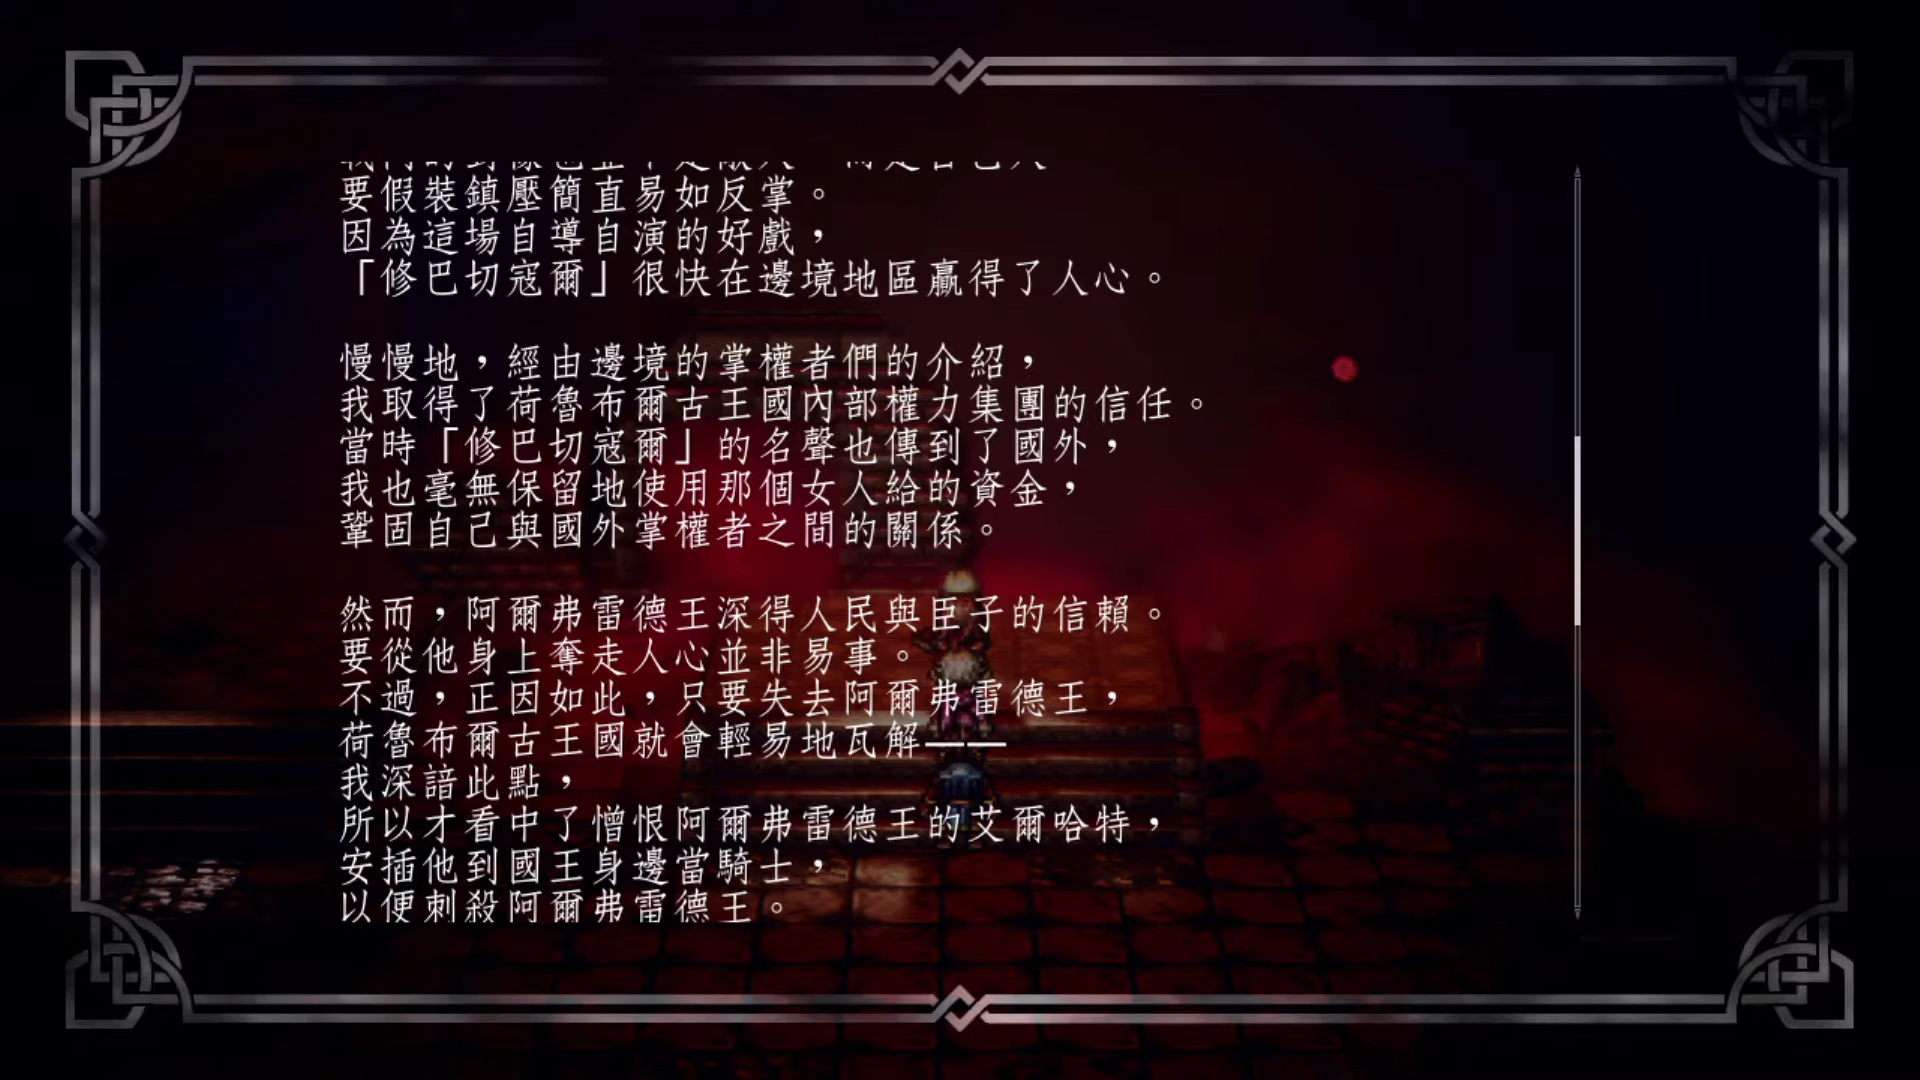 要假裝鎮壓簡直易如反掌。
因為這場自導自演的好戲，
「修巴切寇爾」很快在邊境地區贏得了人心。
慢慢地，經由邊境的掌權者們的介紹，
我取得了荷魯布爾古王國內部權力集團的信任。
當時「修巴切寇爾」的名聲也傳到了國外，
我也毫無保留地使用那個女人給的資金，
鞏固自己與國外掌權者之間的關係。
然而，阿爾弗雷德王深得人民與臣子的信賴。
要從他身上奪走人心並非易事。
不過，正因如此，只要失去阿爾弗雷德王，
荷魯布爾古王國就會輕易地瓦解——
我深諳此點，
所以才看中了憎恨阿爾弗雷德王的艾爾哈特，
安插他到國王身邊當騎士，
以便刺殺阿爾弗雷德王。